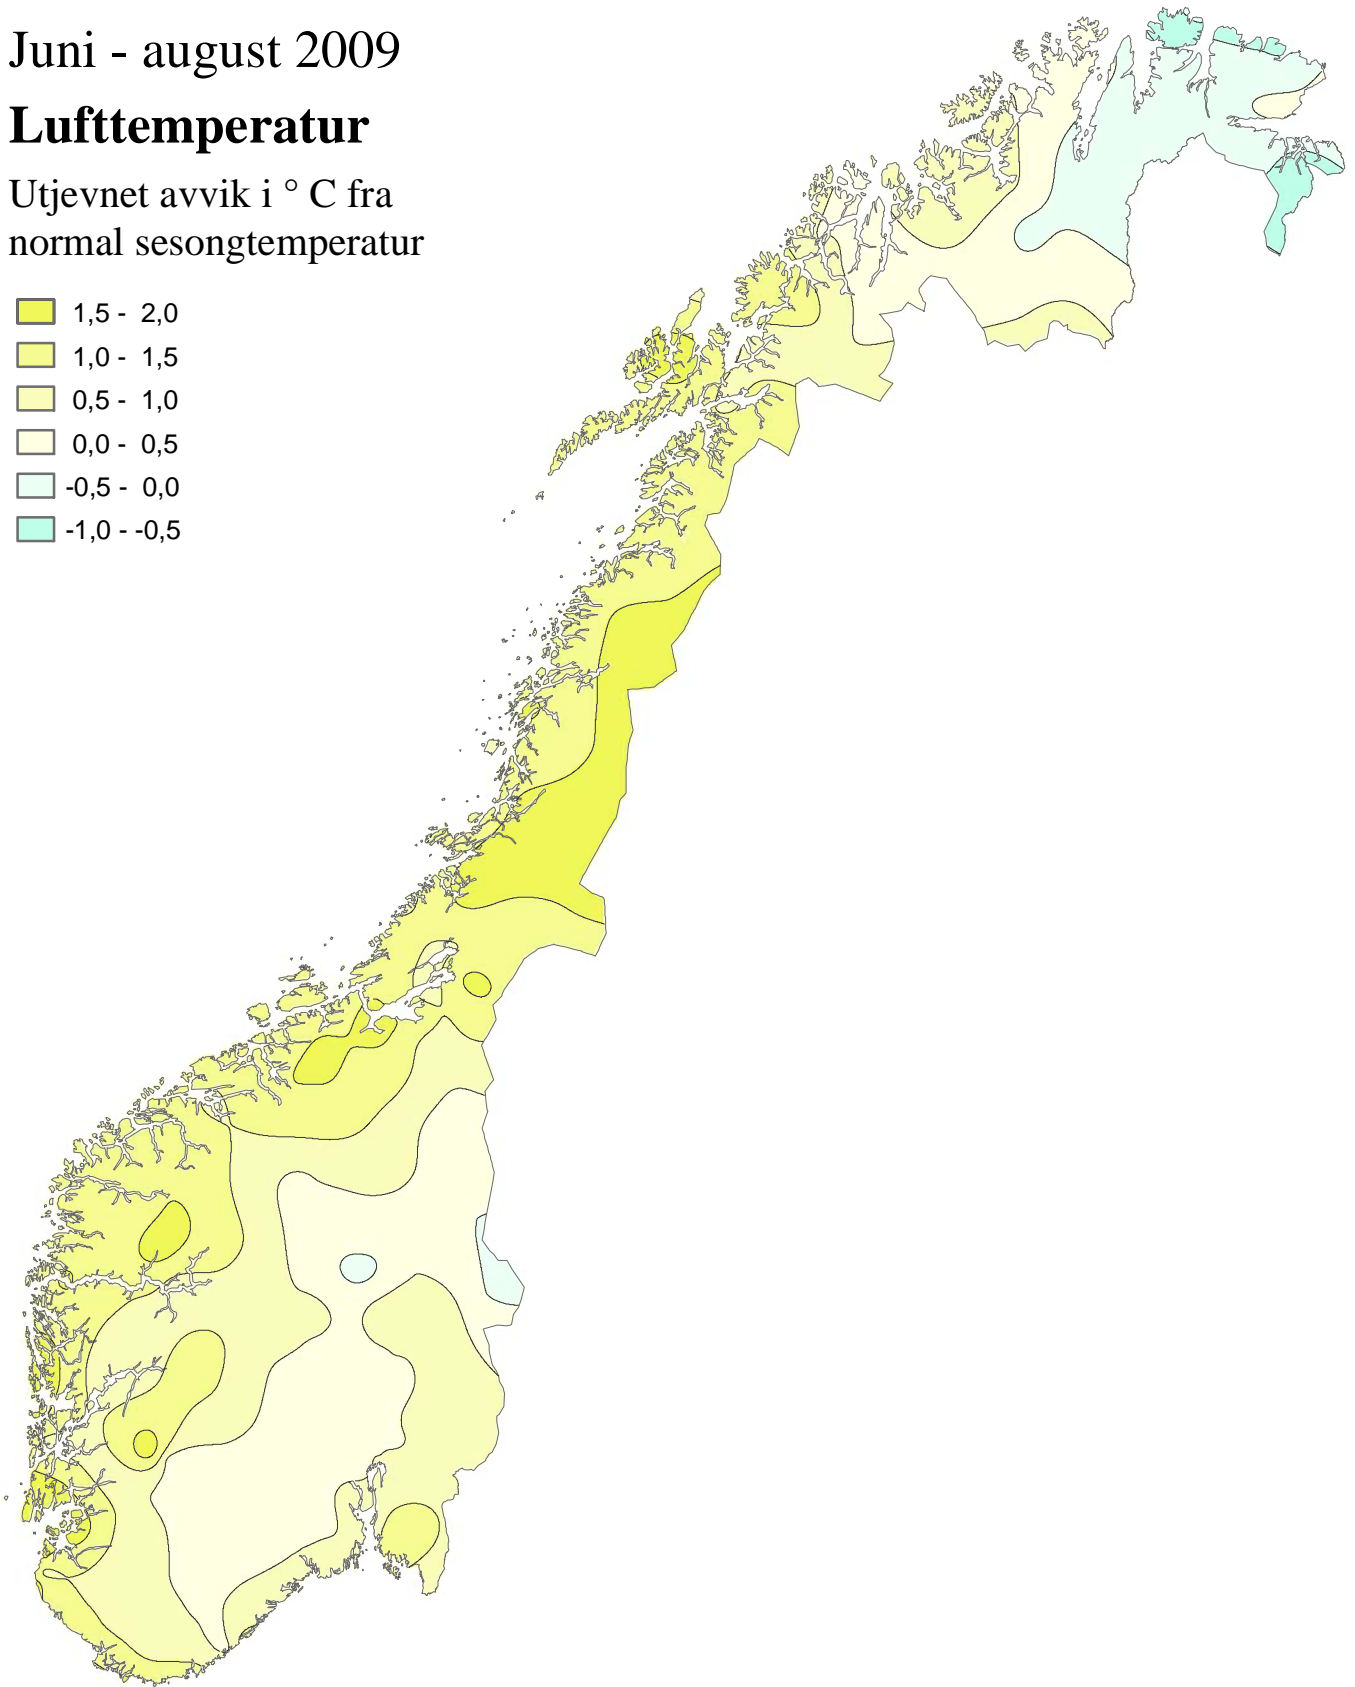 Juni - august 2009
Lufttemperatur
Utjevnet avvik i ° C fra
normal sesongtemperatur
1,5 - 2,0
1,0 - 1,5
0,5 - 1,0
0,0 - 0,5
-0,5 - 0,0
-1,0 - -0,5